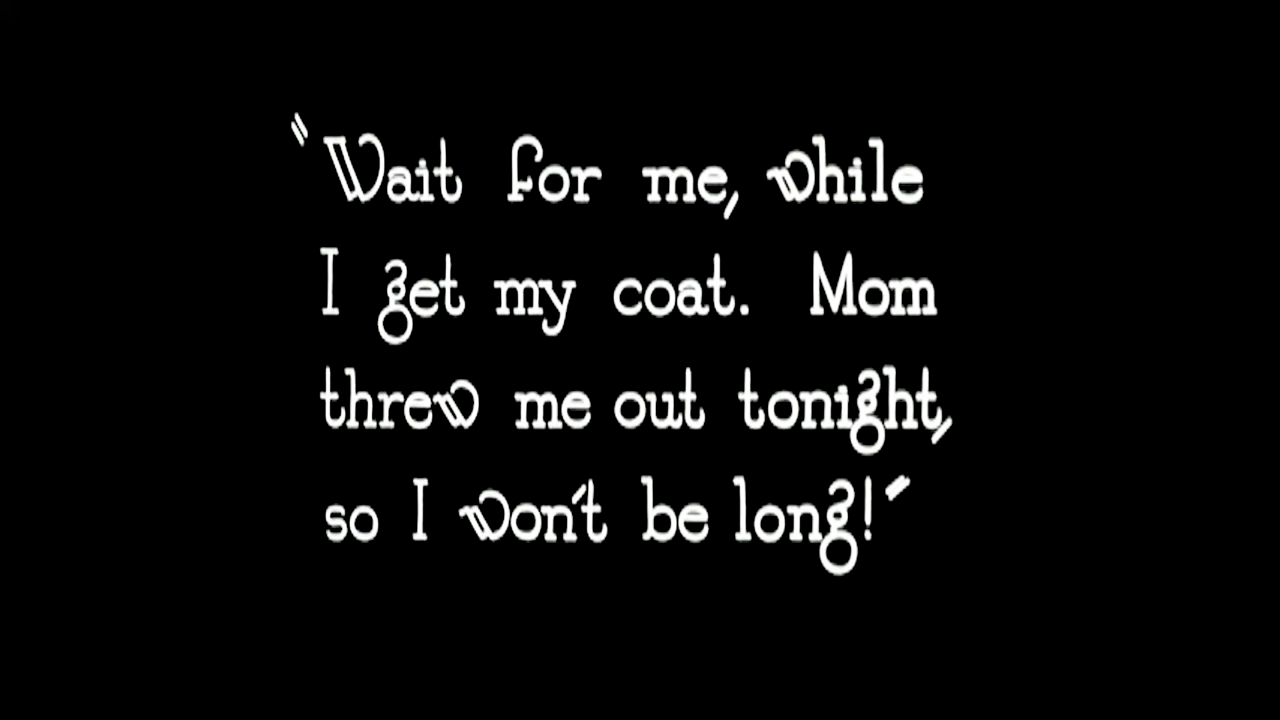 "Wait for me, while
I get my coat. Mom
threw me out tonight,
so I won't be long!"